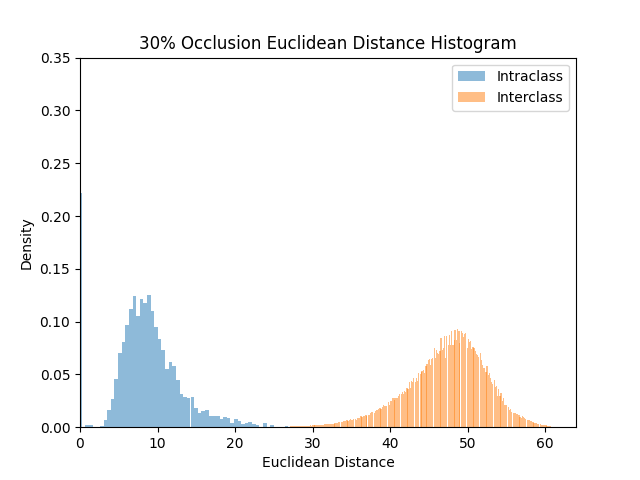 30% Occlusion Euclidean Distance Histogram
Intraclass
Interclass
0.35
0.30
0.25
0.20
0.15
0.10
0.05
0.00
Density
0 10 20 30 40 50 60
Euclidean Distance